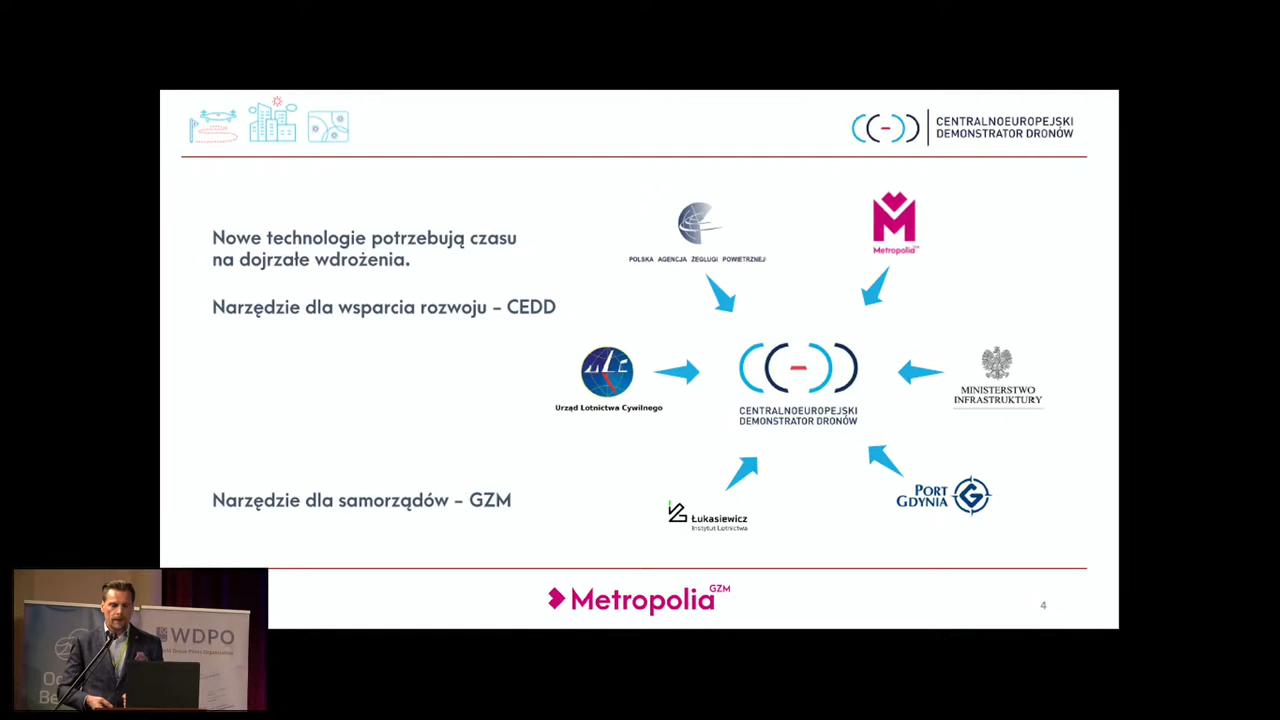 CENTRALNOEUROPEJSKI
DEMONSTRATOR DRONÓW
Nowe technologie potrzebują czasu
na dojrzałe wdrożenia.
Narzędzie dla wsparcia rozwoju – CEDD
Narzędzie dla samorządów – GZM
POLSKA AGENCJA ŻEGLUGI POWIETRZNEJ
Metropolia
Urząd Lotnictwa Cywilnego
CENTRALNOEUROPEJSKI
DEMONSTRATOR DRONÓW
MINISTERSTWO
INFRASTRUKTURY
Łukasiewicz
Instytut Lotnictwa
PORT
GDYNIA
Metropolia GZM
4
WDPO